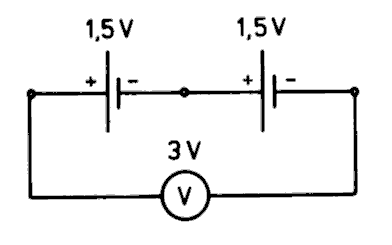 1,5 V 1,5 V
+ - + -
3 V
V